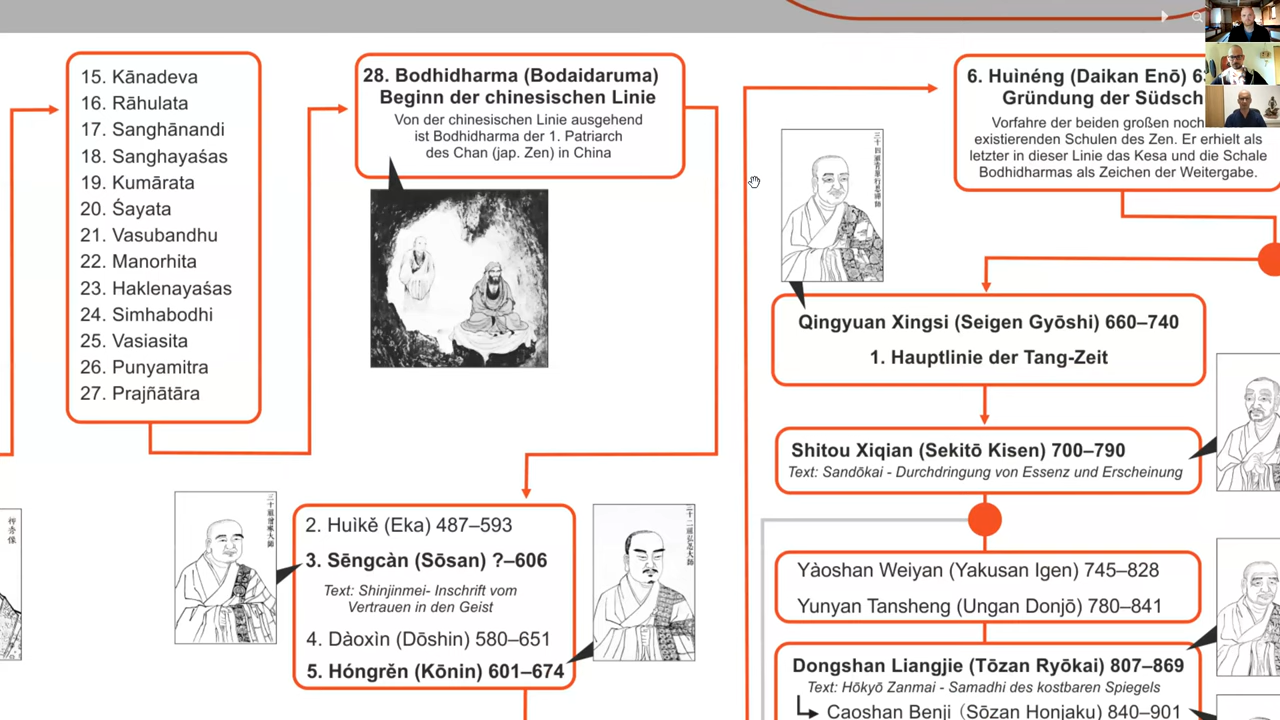 15. Kānadeva
16. Rāhulata
17. Sanghānandi
18. Sanghayaśas
19. Kumārata
20. Śayata
21. Vasubandhu
22. Manorhita
23. Haklenayaśas
24. Simhabodhi
25. Vasiasita
26. Punyamitra
27. Prajñātāra
28. Bodhidharma (Bodaidaruma)
Beginn der chinesischen Linie
Von der chinesischen Linie ausgehend
ist Bodhidharma der 1. Patriarch
des Chan (jap. Zen) in China
2. Huìkě (Eka) 487–593
3. Sēngcàn (Sōsan) ?–606
Text: Shinjinmei- Inschrift vom
Vertrauen in den Geist
4. Dàoxìn (Dōshin) 580–651
5. Hóngrěn (Kōnin) 601–674
6. Huìnéng (Daikan Enō)
Gründung der Südsch
Vorfahre der beiden großen noch
existierenden Schulen des Zen. Er erhielt als
letzter in dieser Linie das Kesa und die Schale
Bodhidharmas als Zeichen der Weitergabe.
Qingyuan Xingsi (Seigen Gyōshi) 660–740
1. Hauptlinie der Tang-Zeit
Shitou Xiqian (Sekitō Kisen) 700–790
Text: Sandōkai - Durchdringung von Essenz und Erscheinung
Yàoshan Weiyan (Yakusan Igen) 745–828
Yunyan Tansheng (Ungan Donjō) 780–841
Dongshan Liangjie (Tōzan Ryōkai) 807–869
Text: Hōkyō Zanmai - Samadhi des kostbaren Spiegels
Caoshan Benji (Sōzan Honjaku) 840–901